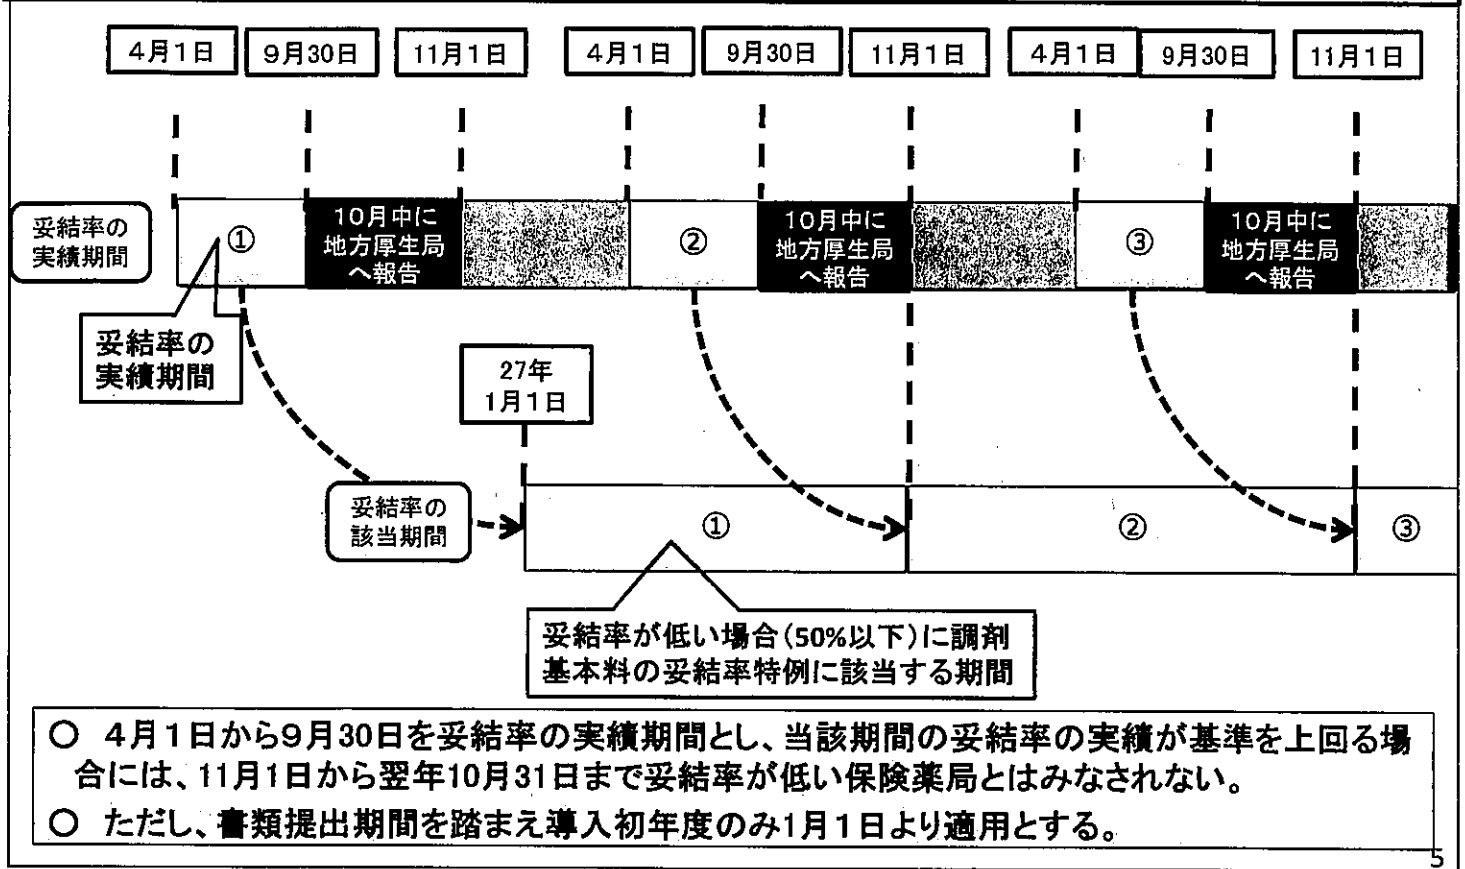 4月1日
9月30日
11月1日
4月1日
9月30日
11月1日
4月1日
9月30日
11月1日
妥結率の
実績期間
①
10月中に
地方厚生局
へ報告
②
10月中に
地方厚生局
へ報告
③
10月中に
地方厚生局
へ報告
妥結率の
実績期間
27年
1月1日
妥結率の
該当期間
①
②
③
妥結率が低い場合(50%以下)に調剤
基本料の妥結率特例に該当する期間
○ 4月1日から9月30日を妥結率の実績期間とし、当該期間の妥結率の実績が基準を上回る場
合には、11月1日から翌年10月31日まで妥結率が低い保険薬局とはみなされない。
○ ただし、書類提出期間を踏まえ導入初年度のみ1月1日より適用とする。
5